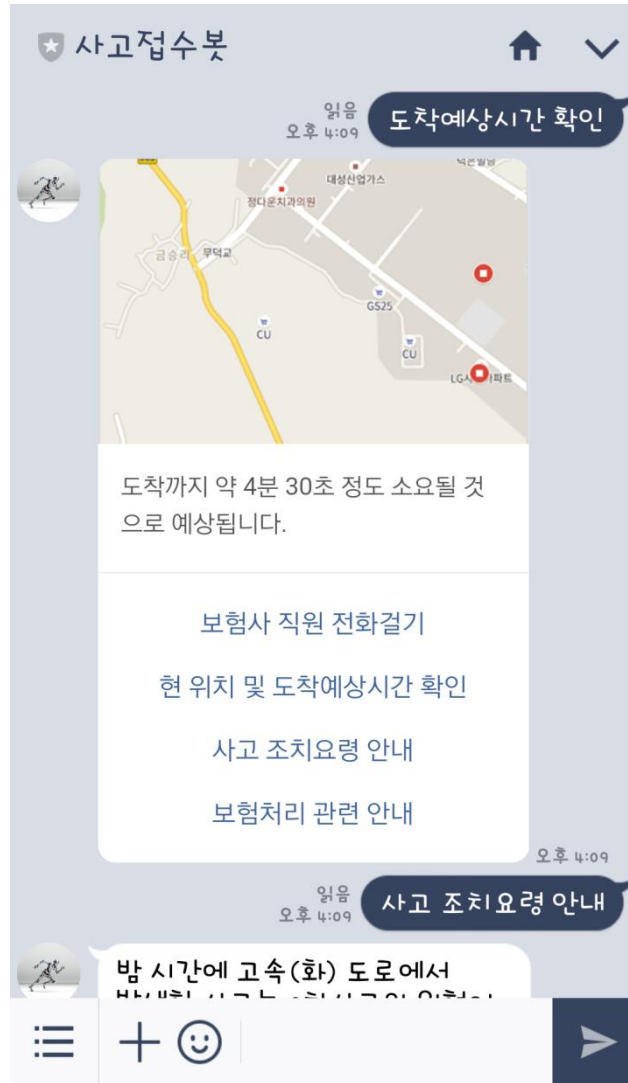 사고접수봇
읽음
오후 4:09
도착예상시간 확인
대성산업가스
정다운치과의원
금승리
무덕교
GS25
CU
CU
도착까지 약 4분 30초 정도 소요될 것
으로 예상됩니다.
보험사 직원 전화걸기
현 위치 및 도착예상시간 확인
사고 조치요령 안내
보험처리 관련 안내
오후 4:09
읽음
오후 4:09
사고 조치요령 안내
밤 시간에 고속(화) 도로에서